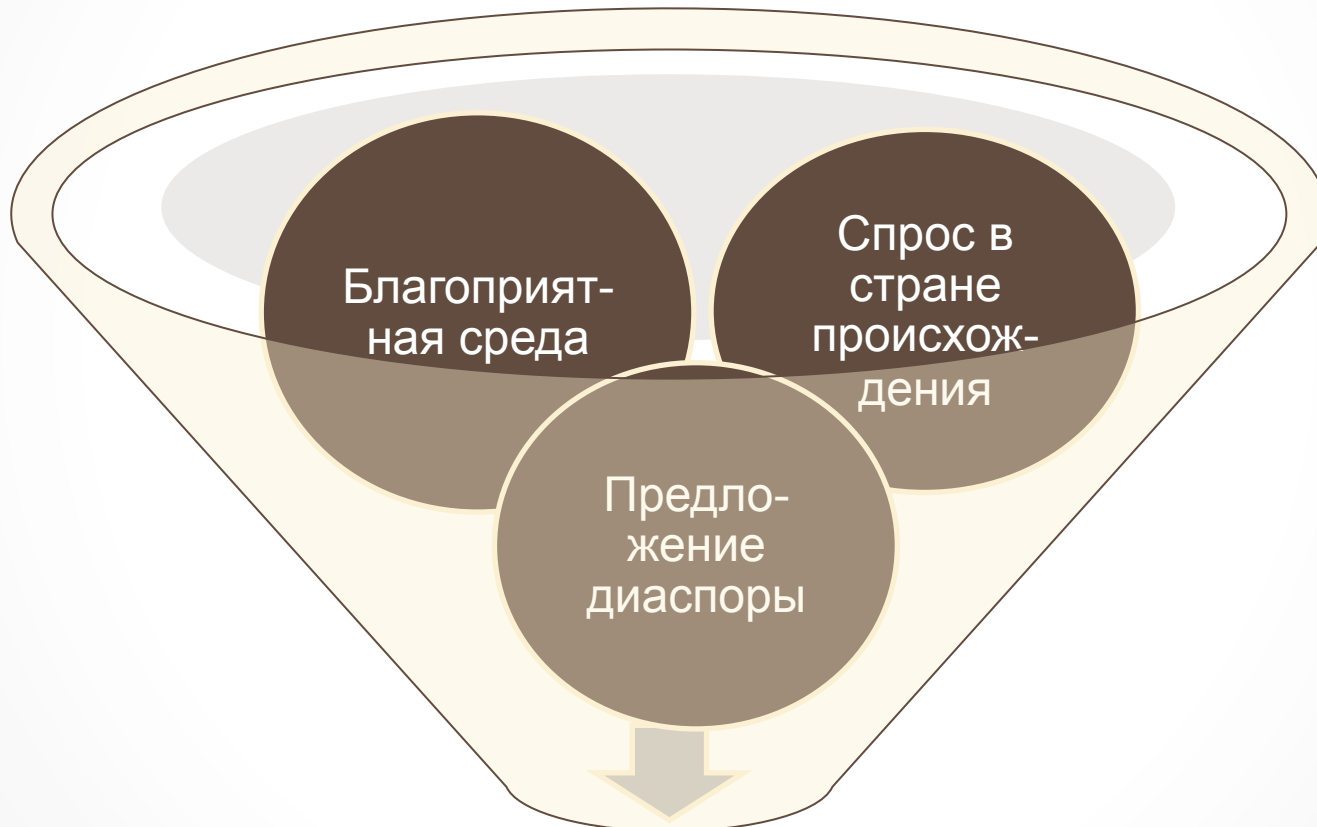 Благоприят-
ная среда
Спрос в
стране
происхож-
дения
Предло-
жение
диаспоры